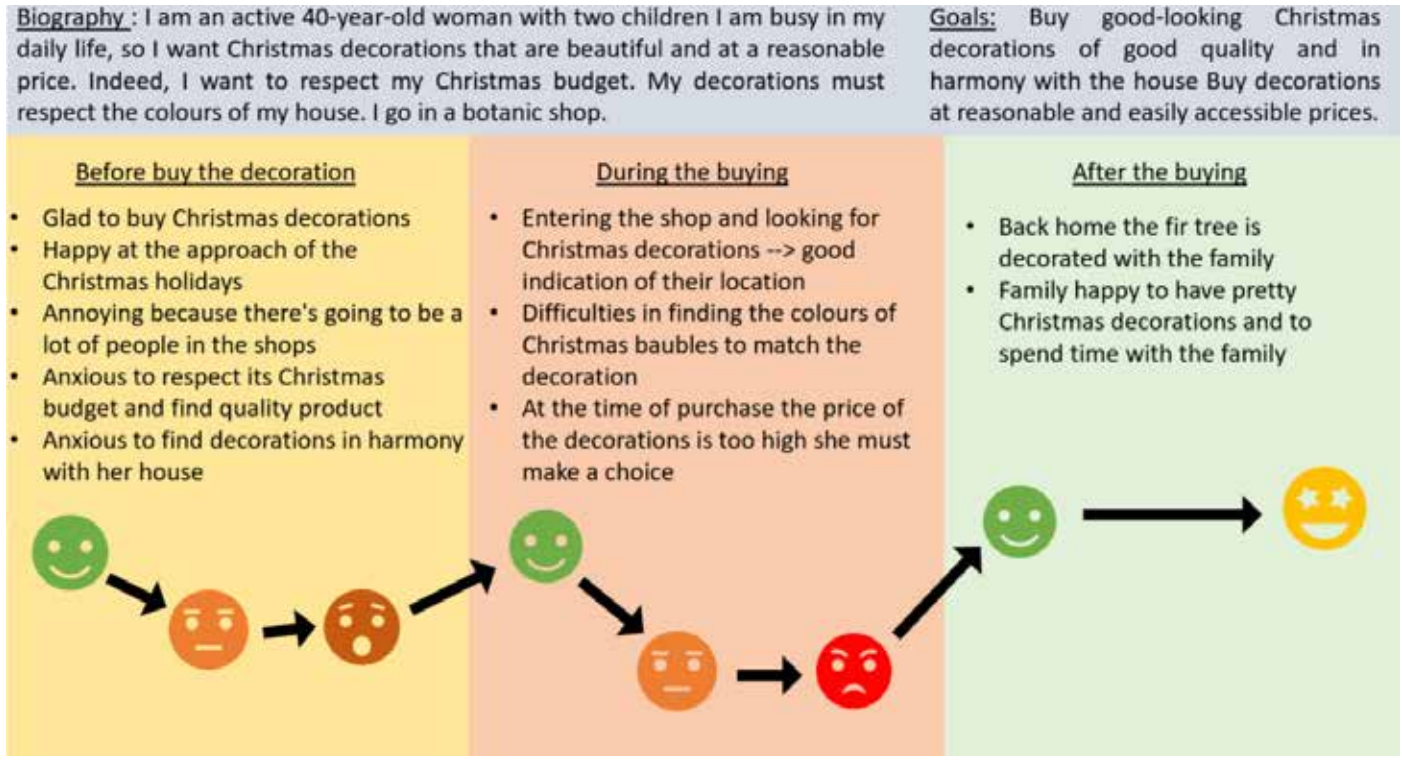 Biography : I am an active 40-year-old woman with two children I am busy in my
daily life, so I want Christmas decorations that are beautiful and at a reasonable
price. Indeed, I want to respect my Christmas budget. My decorations must
respect the colours of my house. I go in a botanic shop.
Goals: Buy good-looking Christmas
decorations of good quality and in
harmony with the house Buy decorations
at reasonable and easily accessible prices.
Before buy the decoration
• Glad to buy Christmas decorations
• Happy at the approach of the
Christmas holidays
• Annoying because there's going to be a
lot of people in the shops
• Anxious to respect its Christmas
budget and find quality product
• Anxious to find decorations in harmony
with her house
During the buying
• Entering the shop and looking for
Christmas decorations --> good
indication of their location
• Difficulties in finding the colours of
Christmas baubles to match the
decoration
• At the time of purchase the price of
the decorations is too high she must
make a choice
After the buying
• Back home the fir tree is
decorated with the family
• Family happy to have pretty
Christmas decorations and to
spend time with the family